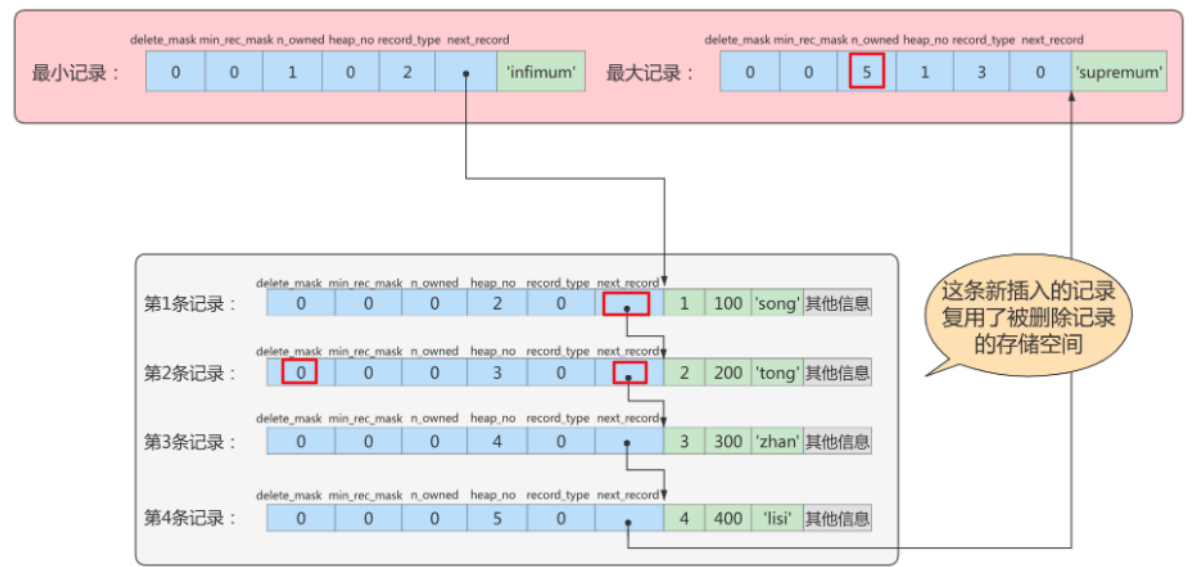 delete_mask min_rec_mask n_owned heap_no record_type next_record
最小记录： 0 0 1 0 2 'infimum'
delete_mask min_rec_mask n_owned heap_no record_type next_record
最大记录： 0 0 5 1 3 0 'supremum'
delete_mask min_rec_mask n_owned heap_no record_type next_record
第1条记录： 0 0 0 2 0 1 100 'song' 其他信息
delete_mask min_rec_mask n_owned heap_no record_type next_record
第2条记录： 0 0 0 3 0 2 200 'tong' 其他信息
delete_mask min_rec_mask n_owned heap_no record_type next_record
第3条记录： 0 0 0 4 0 3 300 'zhan' 其他信息
delete_mask min_rec_mask n_owned heap_no record_type next_record
第4条记录： 0 0 0 5 0 4 400 'lisi' 其他信息
这条新插入的记录
复用了被删除记录
的存储空间